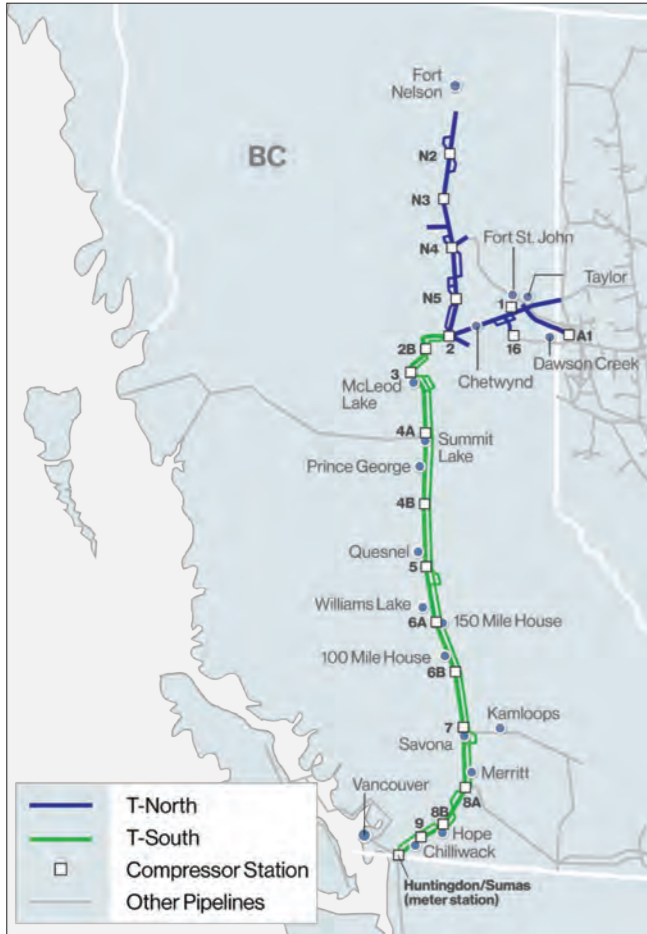 Fort
Nelson
BC
N2
N3
N4
Fort St. John
Taylor
N5
1
2B
2
16
A1
3
Chetwynd
Dawson Creek
McLeod
Lake
4A
Summit
Lake
Prince George
4B
Quesnel
5
Williams Lake
6A
150 Mile House
100 Mile House
6B
7
Kamloops
Savona
Merritt
Vancouver
8A
8B
9
Hope
Chilliwack
Huntingdon/Sumas
(meter station)
T-North
T-South
Compressor Station
Other Pipelines